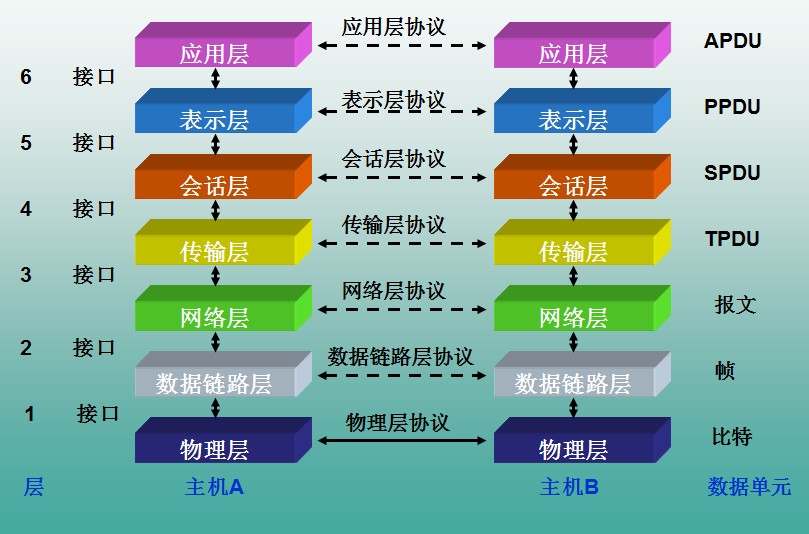 应用层 应用层协议 应用层 APDU
6 接口
表示层 表示层协议 表示层 PPDU
5 接口
会话层 会话层协议 会话层 SPDU
4 接口
传输层 传输层协议 传输层 TPDU
3 接口
网络层 网络层协议 网络层 报文
2 接口
数据链路层 数据链路层协议 数据链路层 帧
1 接口
物理层 物理层协议 物理层 比特
层 主机A 主机B 数据单元